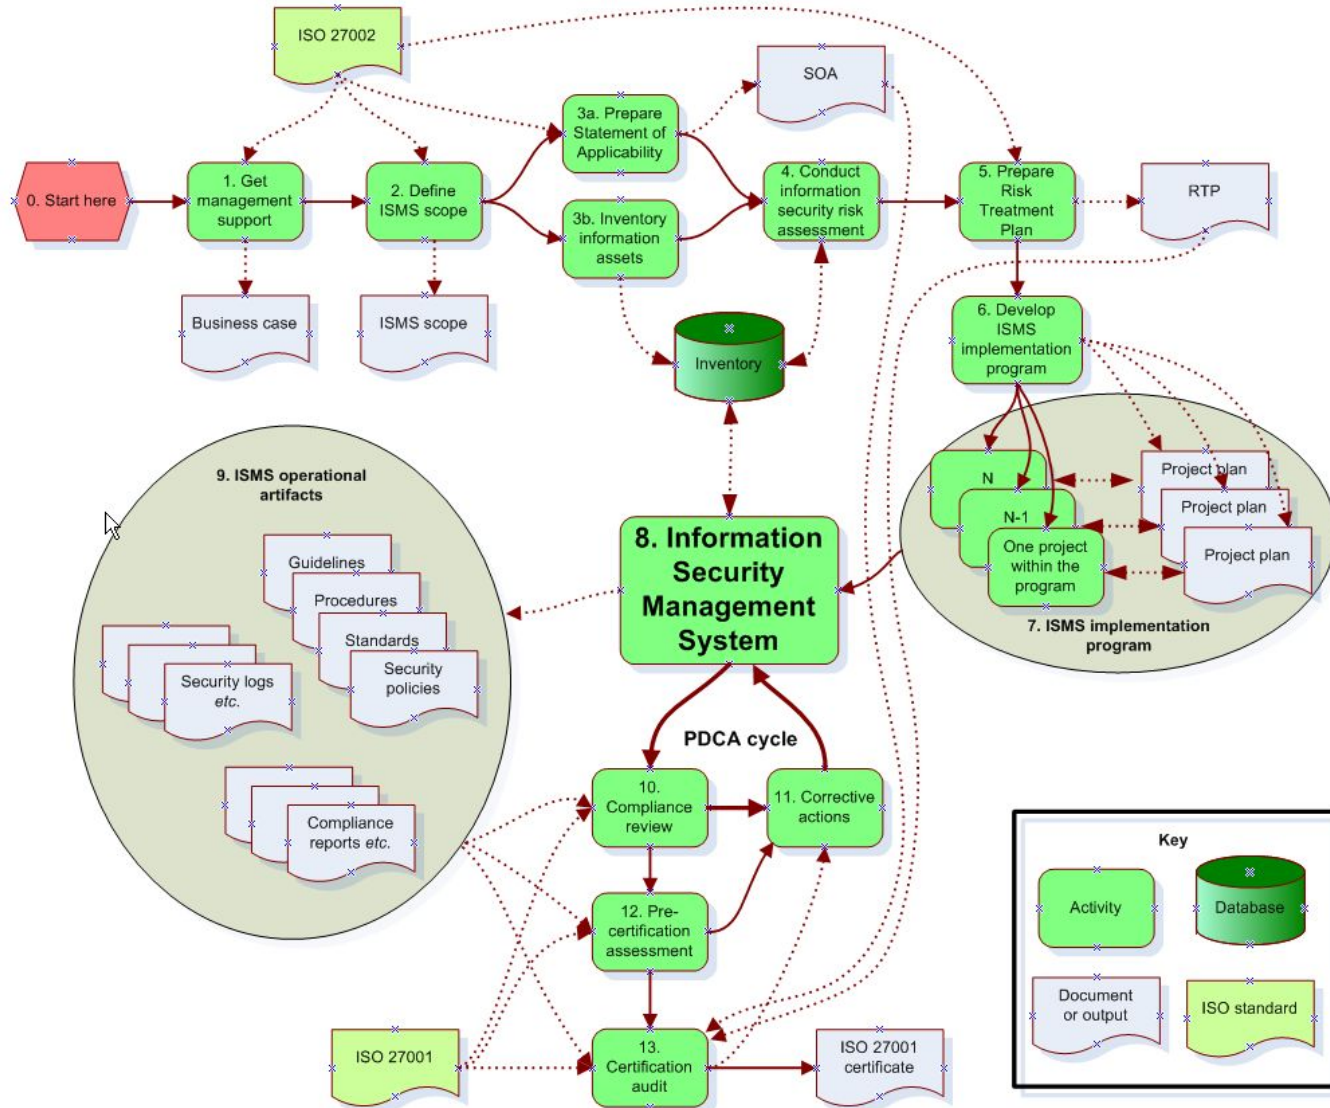 ISO 27002
SOA
3a. Prepare
Statement of
Applicability
0. Start here
1. Get
management
support
2. Define
ISMS scope
3b. Inventory
information
assets
4. Conduct
information
security risk
assessment
5. Prepare
Risk
Treatment
Plan
RTP
Business case
ISMS scope
Inventory
6. Develop
ISMS
implementation
program
9. ISMS operational
artifacts
Guidelines
Procedures
Standards
Security
policies
Security logs
etc.
Compliance
reports etc.
8. Information
Security
Management
System
N
N-1
One project
within the
program
Project plan
Project plan
Project plan
7. ISMS implementation
program
PDCA cycle
10.
Compliance
review
11. Corrective
actions
12. Pre-
certification
assessment
ISO 27001
13.
Certification
audit
ISO 27001
certificate
Key
Activity
Database
Document
or output
ISO standard